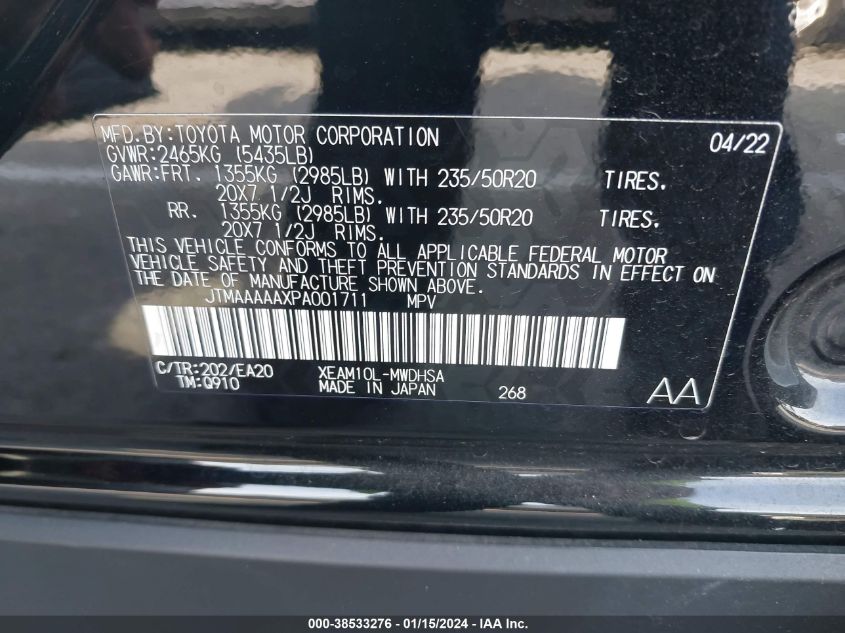 MFD.BY:TOYOTA MOTOR CORPORATION 04/22
GVWR:2465KG (5435LB)
GAWR:FRT. 1355KG (2985LB) WITH 235/50R20 TIRES.
20X7 1/2J RIMS.
RR. 1355KG (2985LB) WITH 235/50R20 TIRES.
20X7 1/2J RIMS.
THIS VEHICLE CONFORMS TO ALL APPLICABLE FEDERAL MOTOR
VEHICLE SAFETY AND THEFT PREVENTION STANDARDS IN EFFECT ON
THE DATE OF MANUFACTURE SHOWN ABOVE.
JTMAAAAAXPA001711 MPV
C/TR:202/EA20 XEAM10L-MWDHSA
TM:Q910 MADE IN JAPAN 268 AA
000-38533276 - 01/15/2024 - IAA Inc.